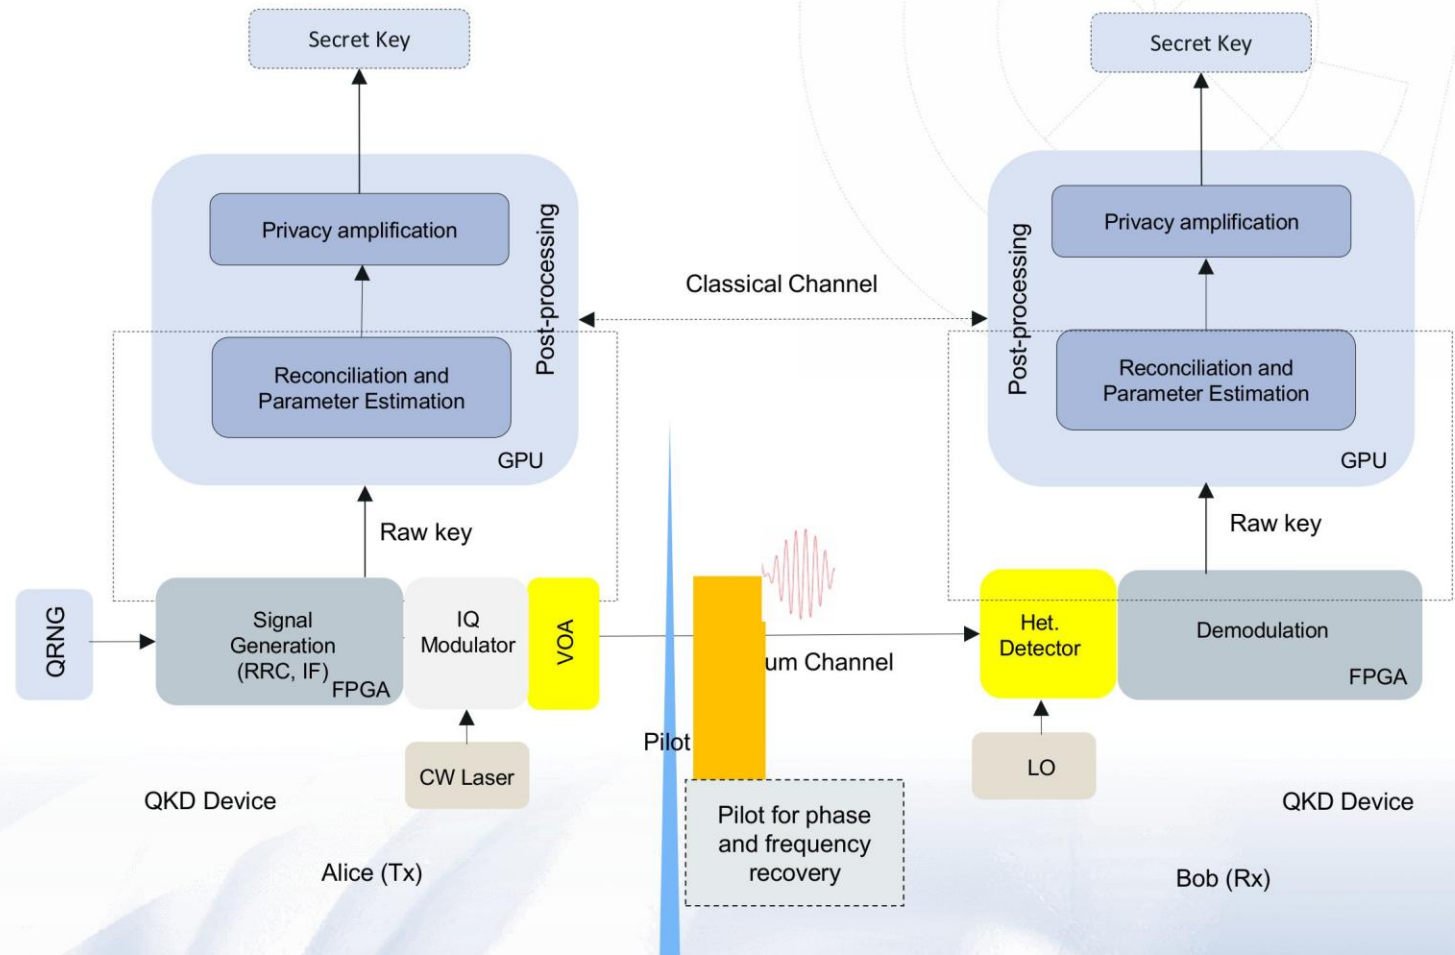 Secret Key
Privacy amplification
Post-processing
Reconciliation and
Parameter Estimation
GPU
Raw key
QRNG
Signal
Generation
(RRC, IF)
FPGA
IQ
Modulator
VOA
CW Laser
QKD Device
Alice (Tx)
Classical Channel
um Channel
Pilot
Pilot for phase
and frequency
recovery
Secret Key
Privacy amplification
Post-processing
Reconciliation and
Parameter Estimation
GPU
Raw key
Het.
Detector
Demodulation
FPGA
LO
QKD Device
Bob (Rx)